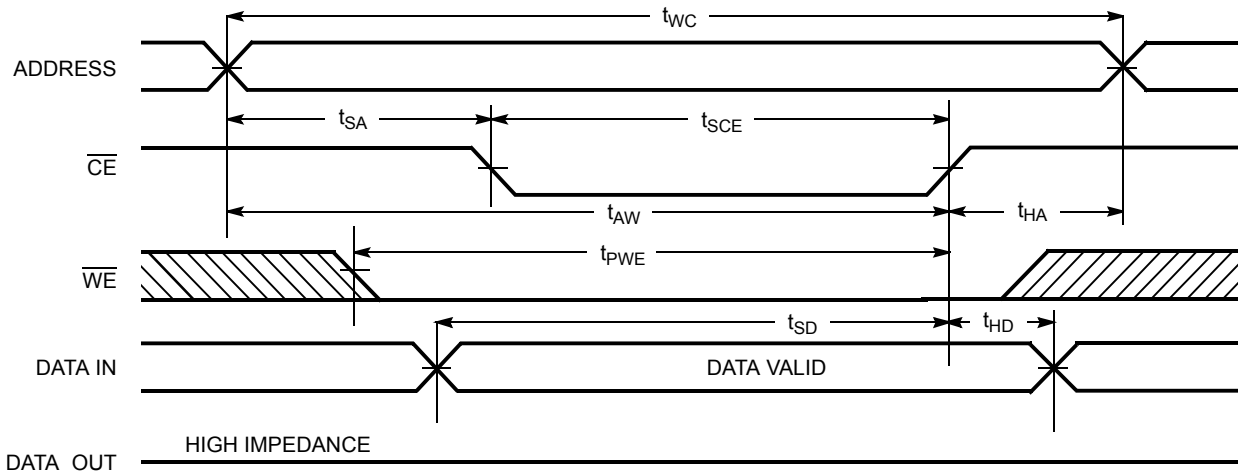 tWC
ADDRESS
tSA
tSCE
CE
tAW
tHA
tPWE
WE
tSD
tHD
DATA IN
DATA VALID
HIGH IMPEDANCE
DATA OUT